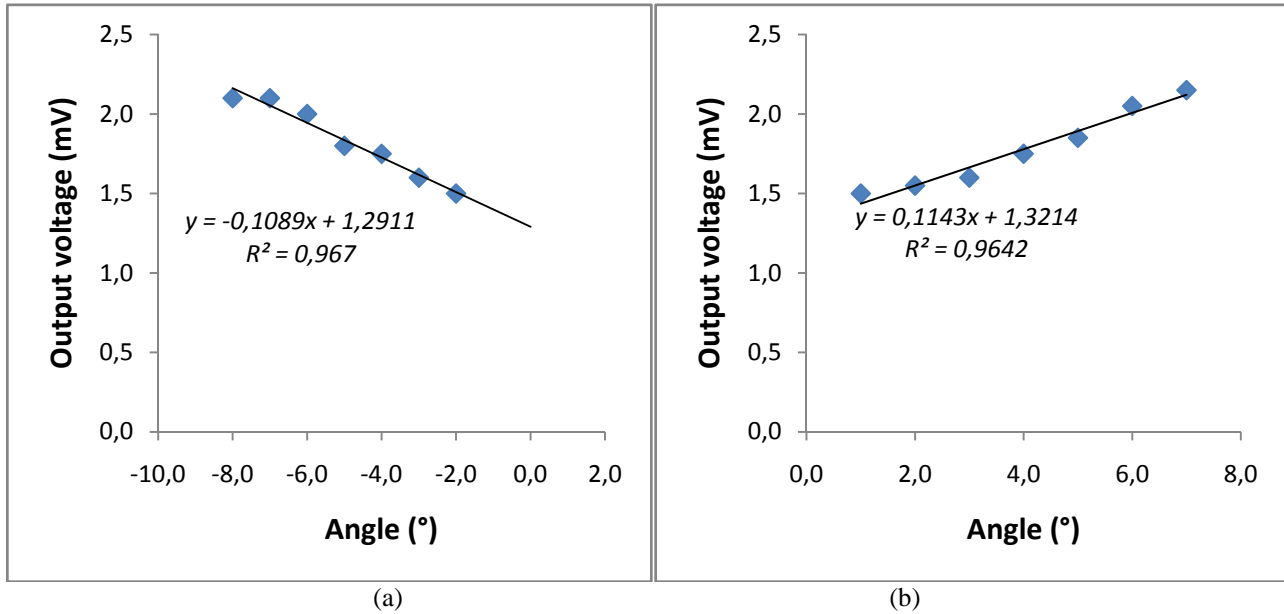 Output voltage (mV)
2,5
2,0
1,5
1,0
0,5
0,0
y = -0,1089x + 1,2911
R² = 0,967
-10,0 -8,0 -6,0 -4,0 -2,0 0,0 2,0
Angle (°)
(a)
Output voltage (mV)
2,5
2,0
1,5
1,0
0,5
0,0
y = 0,1143x + 1,3214
R² = 0,9642
0,0 2,0 4,0 6,0 8,0
Angle (°)
(b)